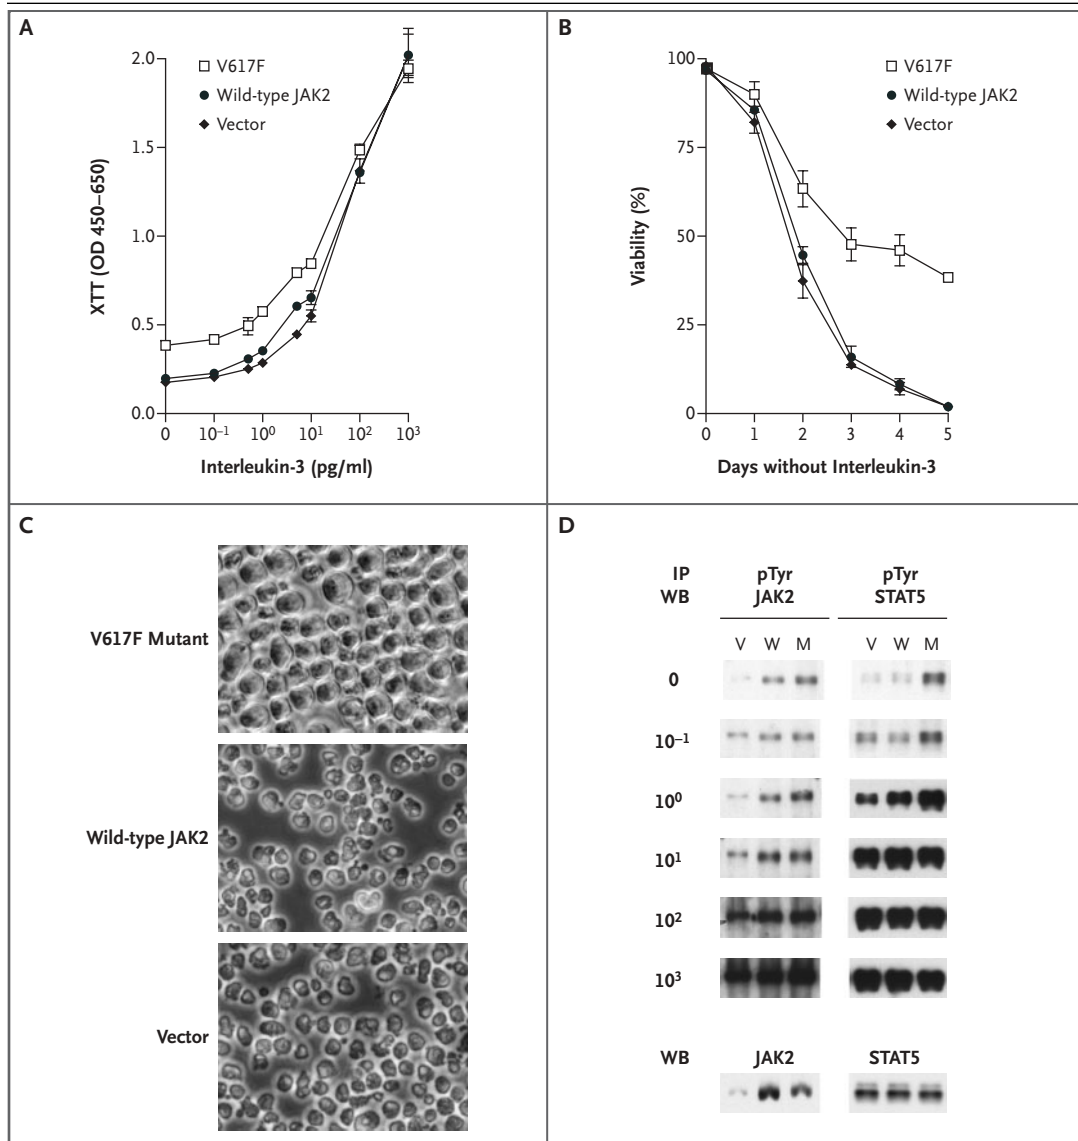 A
2.0
1.5
1.0
0.5
0.0
XTT (OD 450–650)
V617F
Wild-type JAK2
Vector
0 10⁻¹ 10⁰ 10¹ 10² 10³
Interleukin-3 (pg/ml)
B
100
75
50
25
0
Viability (%)
V617F
Wild-type JAK2
Vector
0 1 2 3 4 5
Days without Interleukin-3
C
V617F Mutant
Wild-type JAK2
Vector
D
IP pTyr pTyr
WB JAK2 STAT5
V W M V W M
0
10⁻¹
10⁰
10¹
10²
10³
WB JAK2 STAT5